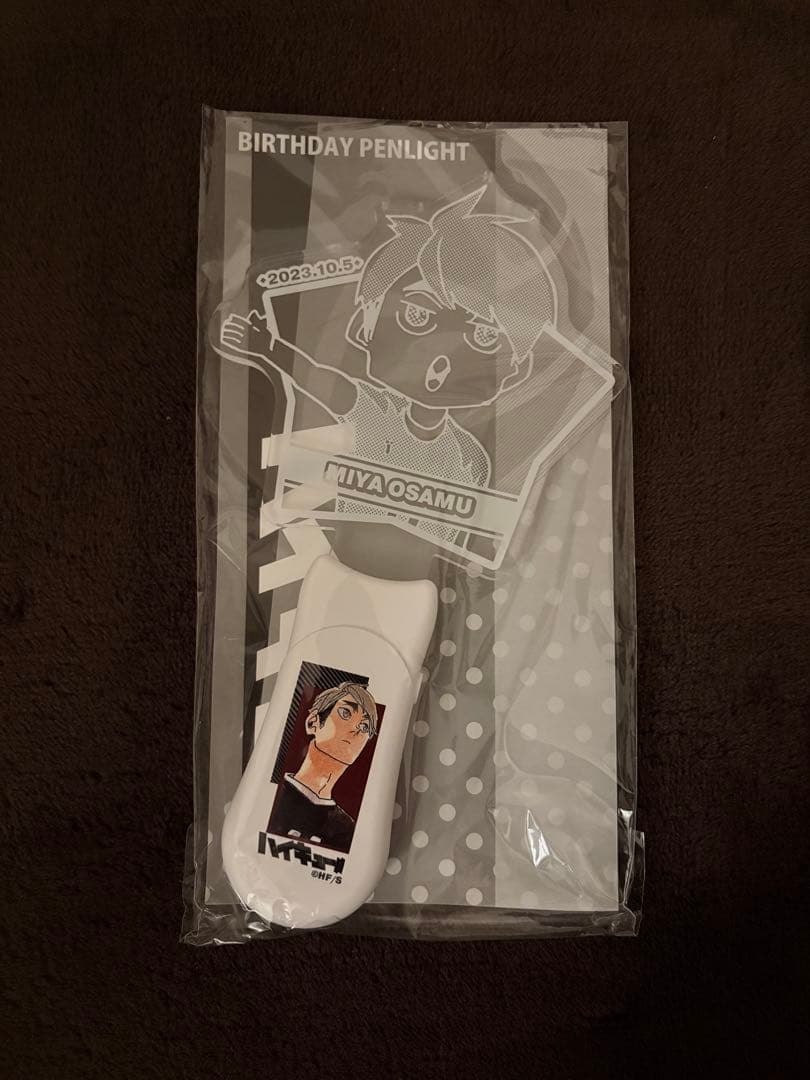 BIRTHDAY PENLIGHT
2023.10.5
MIYA OSAMU
ハイキュー!!
©HF/S